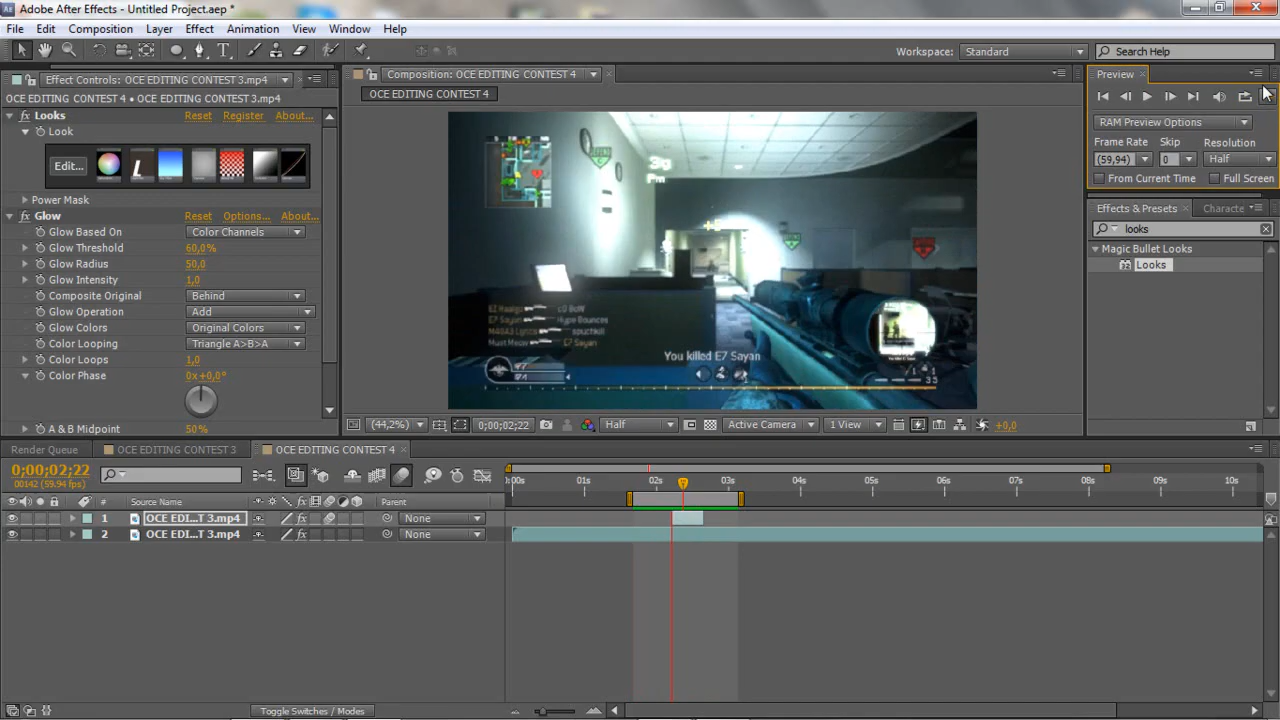 Adobe After Effects - Untitled Project.aep *
File Edit Composition Layer Effect Animation View Window Help
Workspace: Standard Search Help
Effect Controls: OCE EDITING CONTEST 3.mp4
OCE EDITING CONTEST 4 • OCE EDITING CONTEST 3.mp4
Looks Reset Register About...
Look
Edit...
Power Mask
Glow Reset Options... About...
Glow Based On Color Channels
Glow Threshold 60,0%
Glow Radius 50,0
Glow Intensity 1,0
Composite Original Behind
Glow Operation Add
Glow Colors Original Colors
Color Looping Triangle A>B>A
Color Loops 1,0
Color Phase 0x+0,0°
A & B Midpoint 50%
Composition: OCE EDITING CONTEST 4
OCE EDITING CONTEST 4
E7 Sayan Hype Bounces
Must Meow E7 Sayan
You killed E7 Sayan
(44,2%) 0;00;02;22 Half Active Camera 1 View +0,0
Preview
RAM Preview Options
Frame Rate Skip Resolution
(59,94) 0 Half
From Current Time Full Screen
Effects & Presets Characte
looks
Magic Bullet Looks
Looks
Render Queue OCE EDITING CONTEST 3 OCE EDITING CONTEST 4
0;00;02;22
00142 (59.94 fps)
# Source Name Parent
1 OCE EDI...T 3.mp4 None
2 OCE EDI...T 3.mp4 None
:00s 02s 03s 04s 05s 06s 07s 08s 09s 10s
Toggle Switches / Modes